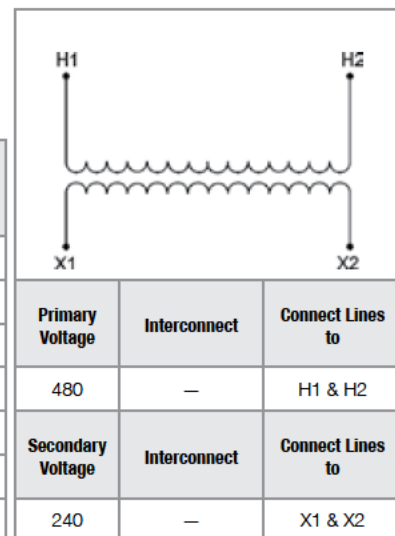 H1 H2
X1 X2
Primary Voltage Interconnect Connect Lines to
480 — H1 & H2
Secondary Voltage Interconnect Connect Lines to
240 — X1 & X2